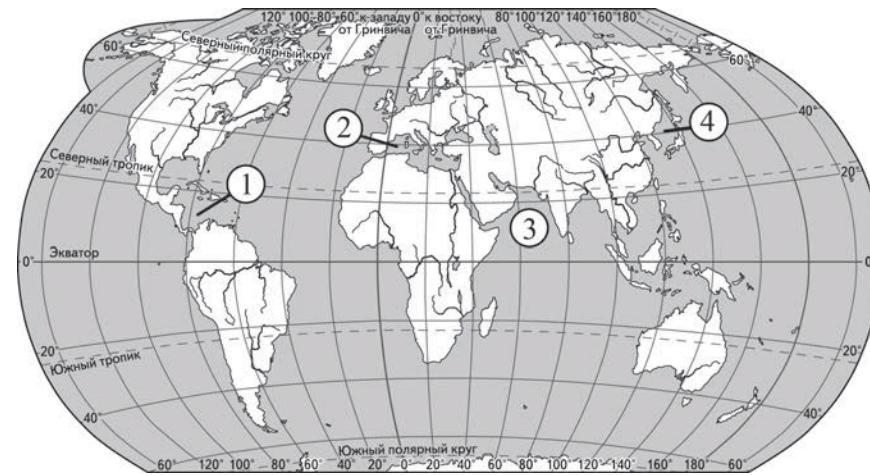 120° 100° 80° 60° к западу 0° к востоку 80° 100° 120° 140° 160° 180°
от Гринвича от Гринвича
Северный полярный круг
60° 60°
40° 40°
Северный тропик
20° 20°
1
2
3
4
Экватор
0° 0°
20° 20°
Южный тропик
40° 40°
Южный полярный круг
60° 120° 100° 80° 60° 40° 20° 0° 20° 40° 60° 80° 100° 120° 140° 160° 180° 60°